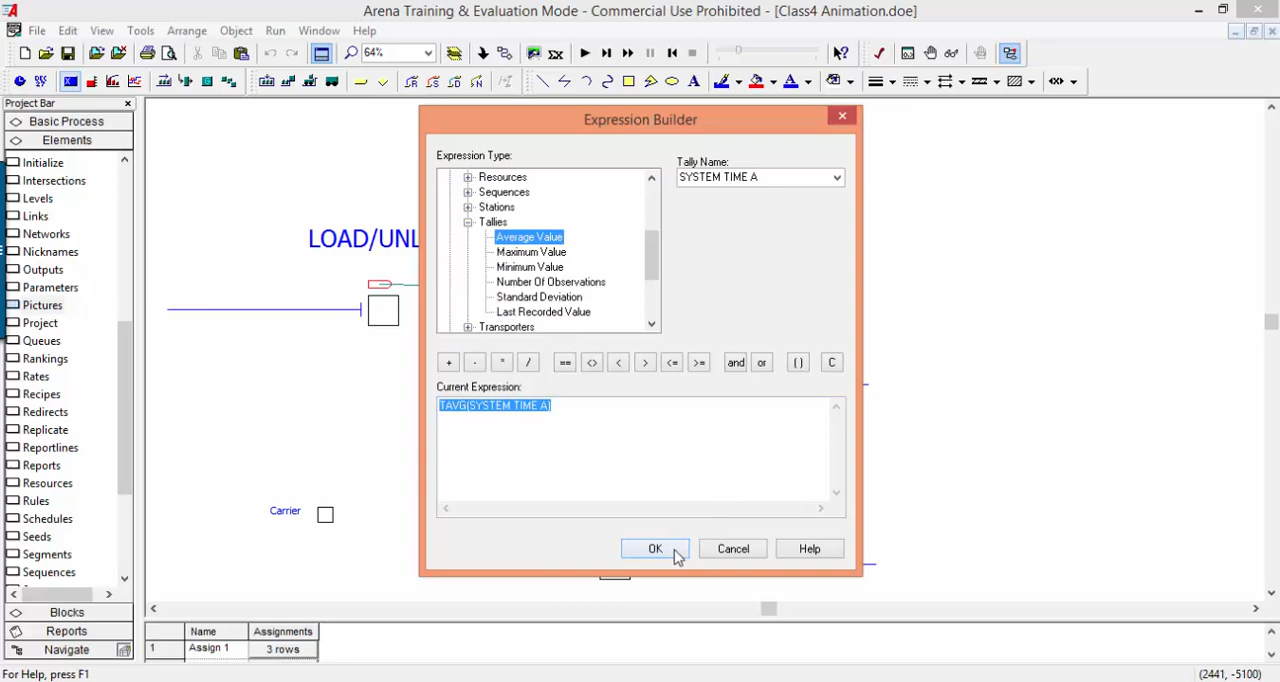 Arena Training & Evaluation Mode - Commercial Use Prohibited - [Class4 Animation.doe]
File Edit View Tools Arrange Object Run Window Help
64%
Project Bar
Basic Process
Elements
Initialize
Intersections
Levels
Links
Networks
Nicknames
Outputs
Parameters
Pictures
Project
Queues
Rankings
Rates
Recipes
Redirects
Replicate
Reportlines
Reports
Resources
Rules
Schedules
Seeds
Segments
Sequences
Blocks
Reports
Navigate
LOAD/UNL
Carrier
Expression Builder
Expression Type:
Resources
Sequences
Stations
Tallies
Average Value
Maximum Value
Minimum Value
Number Of Observations
Standard Deviation
Last Recorded Value
Transporters
Tally Name:
SYSTEM TIME A
+ - * / == <> < > <= >= and or ( ) C
Current Expression:
TAVG(SYSTEM TIME A)
OK Cancel Help
Name Assignments
1 Assign 1 3 rows
For Help, press F1
(2441, -5100)